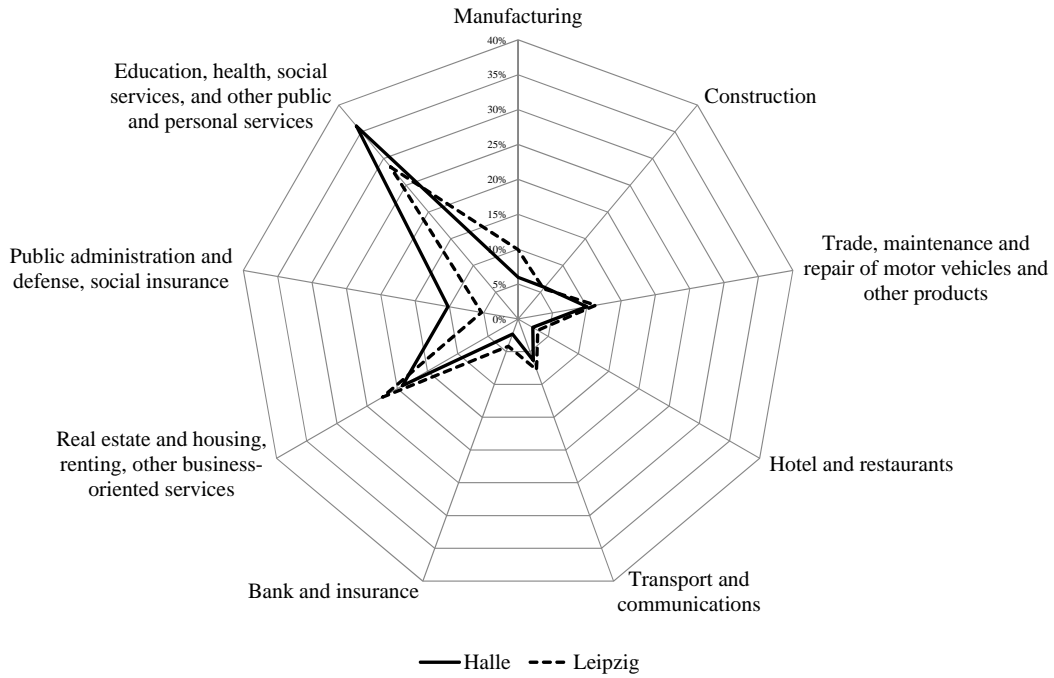 Manufacturing
40%
35%
30%
25%
20%
15%
10%
5%
0%
Construction
Trade, maintenance and
repair of motor vehicles and
other products
Hotel and restaurants
Transport and
communications
Bank and insurance
Real estate and housing,
renting, other business-
oriented services
Public administration and
defense, social insurance
Education, health, social
services, and other public
and personal services
Halle
Leipzig